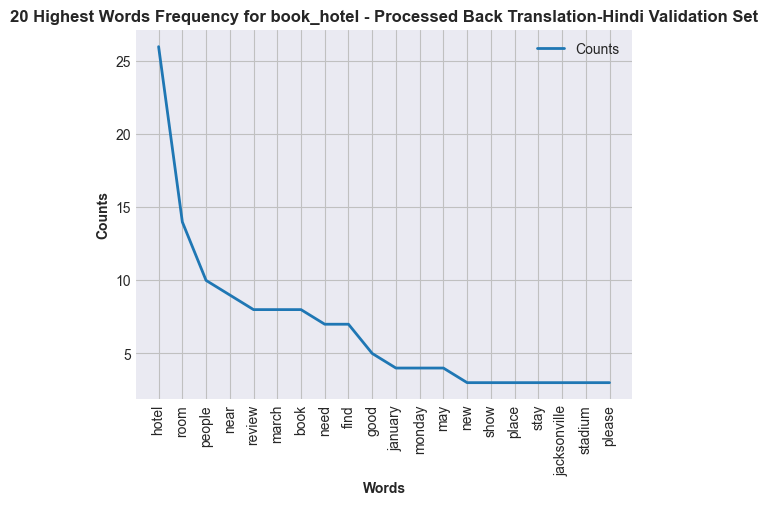 20 Highest Words Frequency for book_hotel - Processed Back Translation-Hindi Validation Set
Counts
25
20
15
10
5
Counts
hotel
room
people
near
review
march
book
need
find
good
january
monday
may
new
show
place
stay
jacksonville
stadium
please
Words